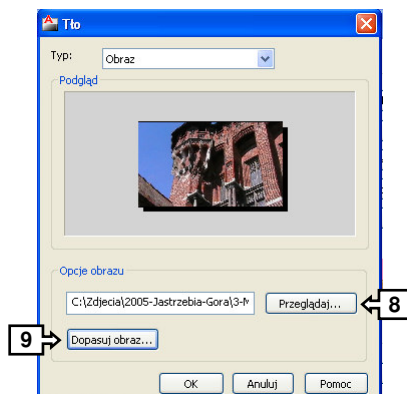 Tło
Typ: Obraz
Podgląd
Opcje obrazu
C:\Zdjecia\2005-Jastrzebia-Gora\3-N Przeglądaj... 8
9 Dopasuj obraz...
OK Anuluj Pomoc